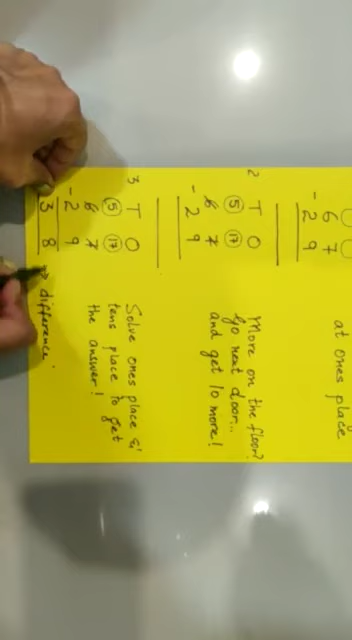 6 7
- 2 9
at ones place
2
T O
⑤ ⑰
6 7
- 2 9
More on the floor?
Go next door...
and get 10 more!
3
T O
⑤ ⑰
6 7
- 2 9
3 8
Solve ones place &
tens place to get
the answer!
difference.